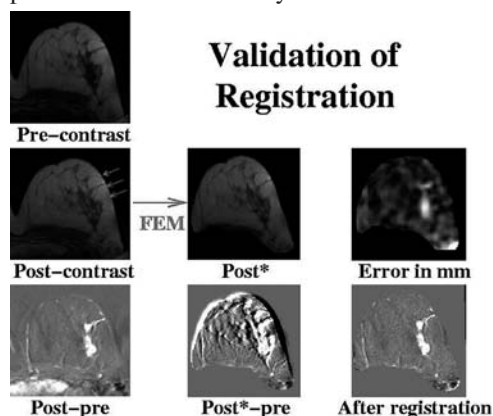 Validation of
Registration
Pre-contrast
FEM
Post-contrast
Post*
Error in mm
Post-pre
Post*-pre
After registration